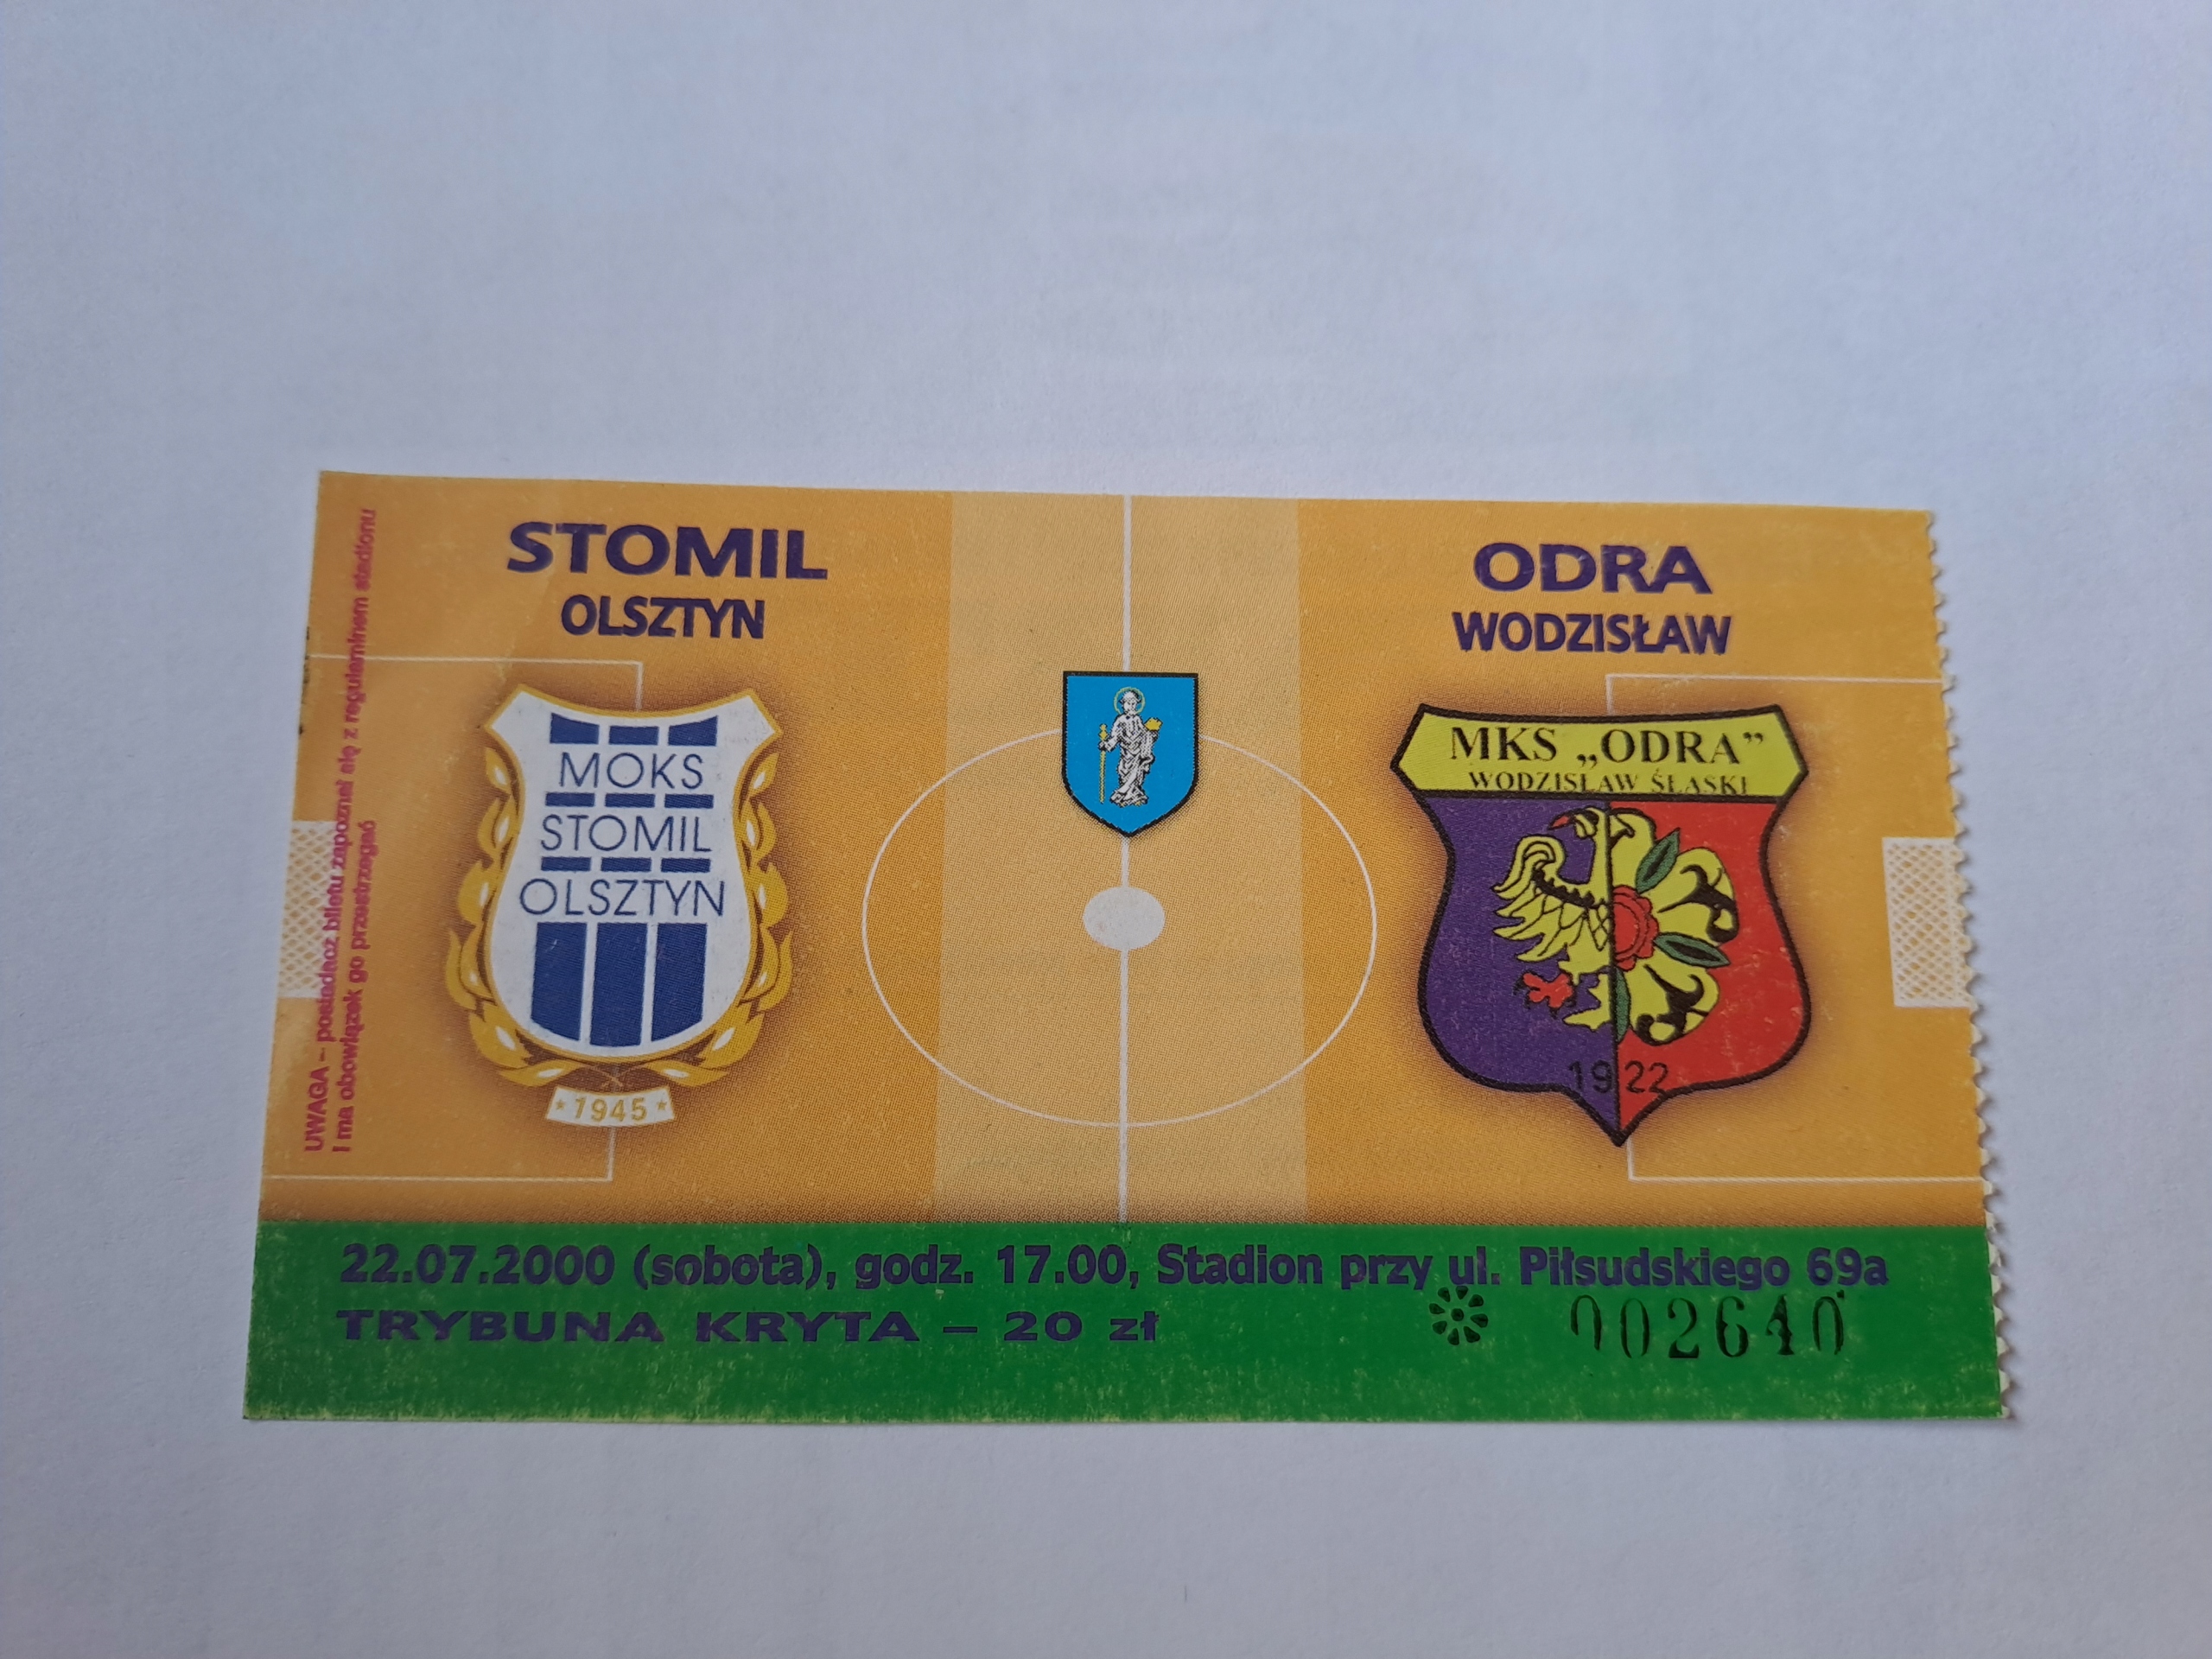 STOMIL
OLSZTYN
ODRA
WODZISŁAW
UWAGA – posiadacz biletu zapoznał się z regulaminem stadionu
i ma obowiązek go przestrzegać
MOKS
STOMIL
OLSZTYN
1945
MKS „ODRA”
WODZISŁAW ŚLĄSKI
1922
22.07.2000 (sobota), godz. 17.00, Stadion przy ul. Piłsudskiego 69a
TRYBUNA KRYTA – 20 zł
002640